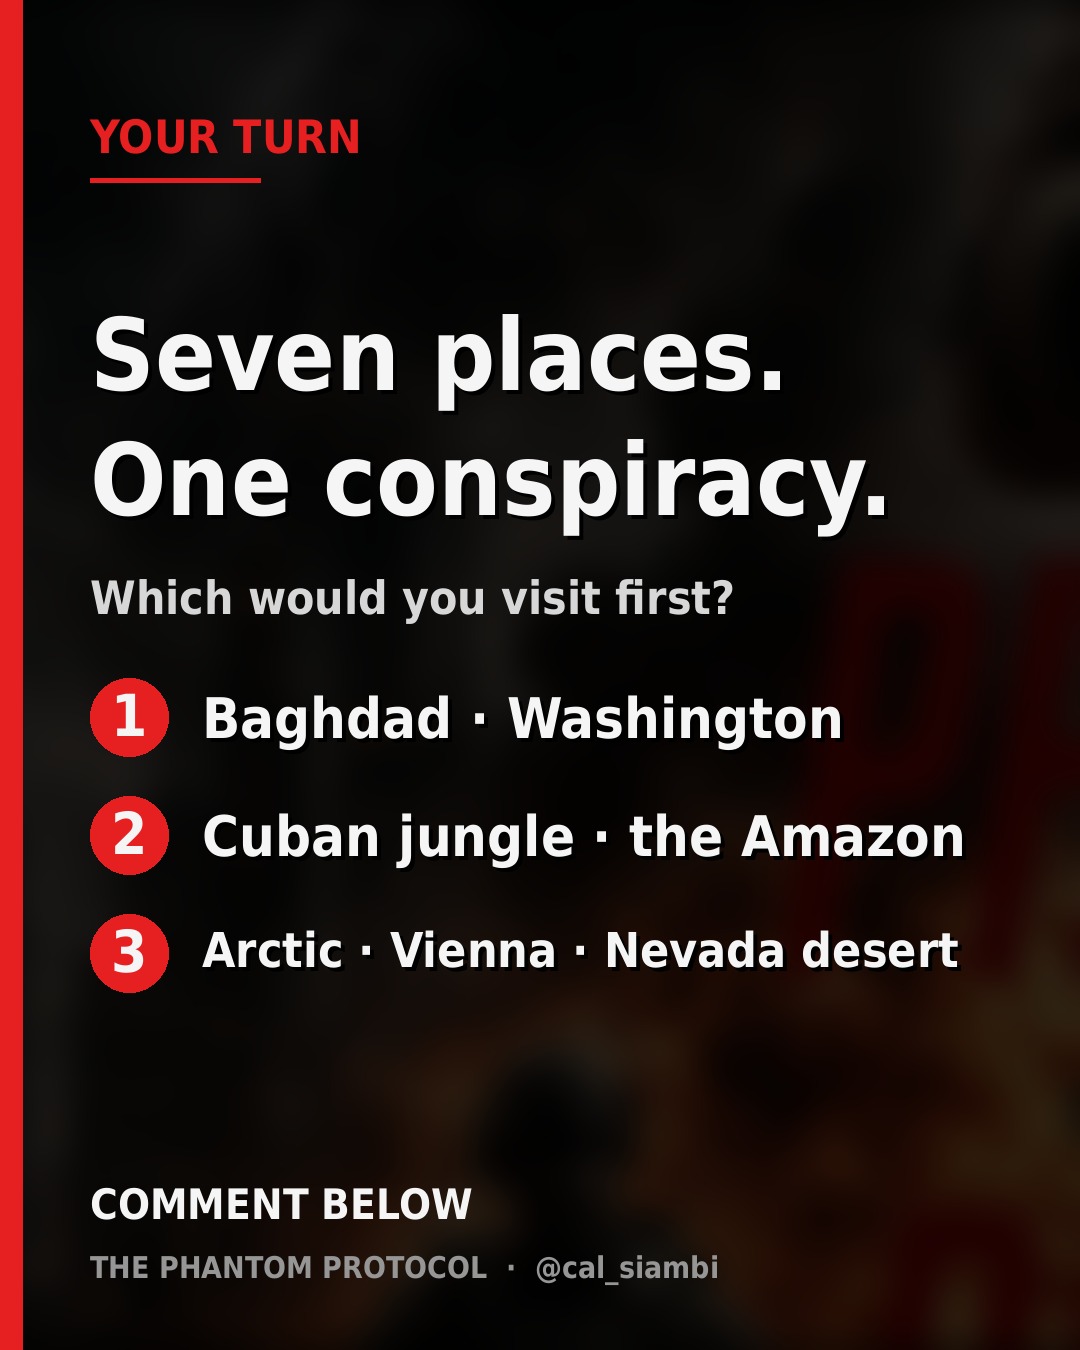 YOUR TURN
Seven places.
One conspiracy.
Which would you visit first?
1 Baghdad · Washington
2 Cuban jungle · the Amazon
3 Arctic · Vienna · Nevada desert
COMMENT BELOW
THE PHANTOM PROTOCOL · @cal_siambi